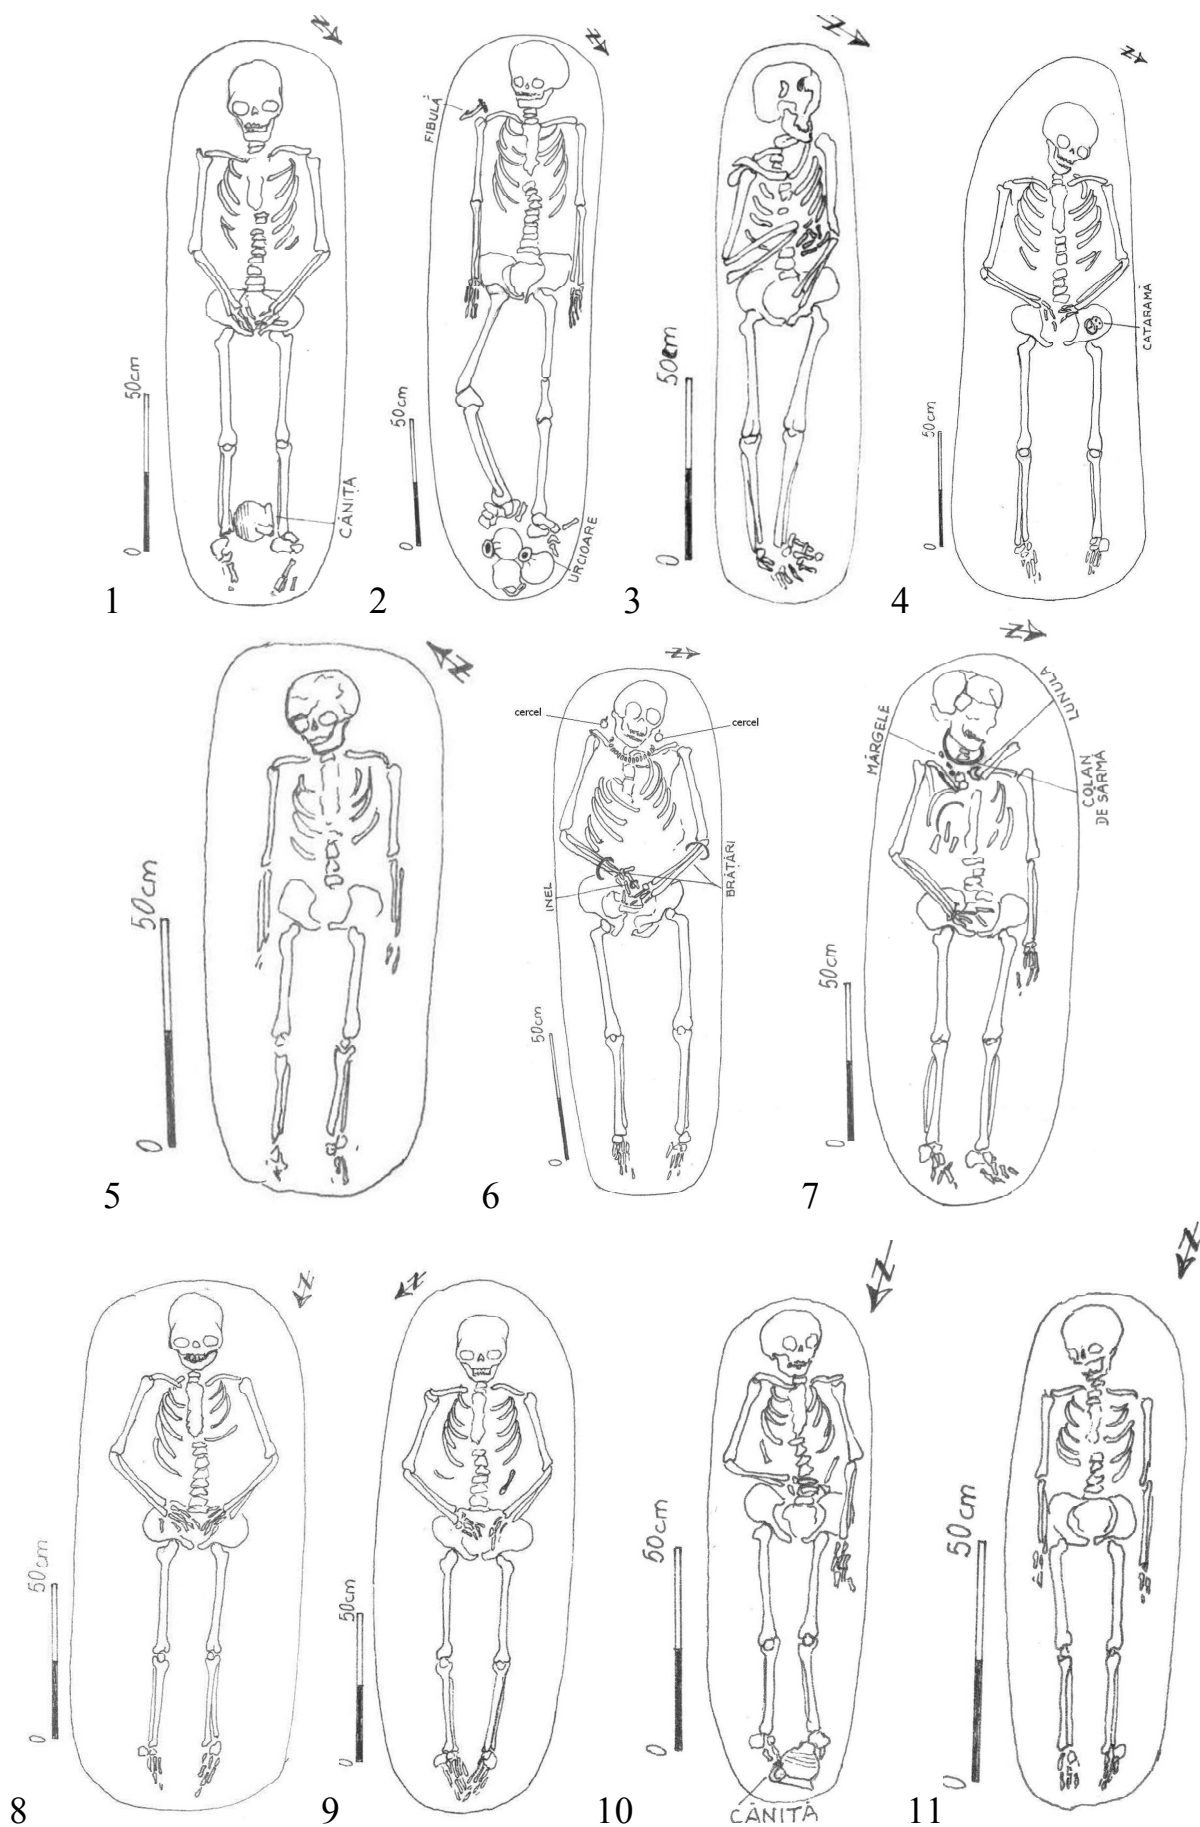 N
N
N
N
FIBULĂ
CATARAMĂ
50cm
50cm
50cm
50cm
CĂNIȚA
URCIOARE
0
0
0
0
1
2
3
4
N
N
N
cercel
cercel
MĂRGELE
LUNULA
COLAN
DE SÂRMĂ
INEL
BRĂȚĂRI
50cm
50cm
50cm
0
0
0
5
6
7
N
N
N
N
50cm
50cm
50cm
50cm
0
0
0
0
CĂNIȚĂ
8
9
10
11